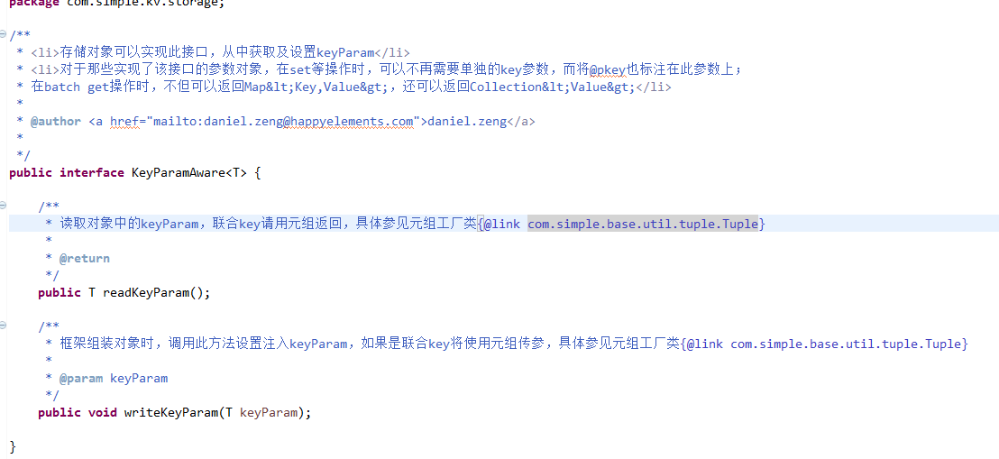 package com.simple.kv.storage;
/**
 * <li>存储对象可以实现此接口，从中获取及设置keyParam</li>
 * <li>对于那些实现了该接口的参数对象，在set等操作时，可以不再需要单独的key参数，而将@pkey也标注在此参数上；
 * 在batch get操作时，不但可以返回Map&lt;Key,Value&gt;，还可以返回Collection&lt;Value&gt;</li>
 *
 * @author <a href="mailto:daniel.zeng@happyelements.com">daniel.zeng</a>
 *
 */
public interface KeyParamAware<T> {
    /**
     * 读取对象中的keyParam，联合key请用元组返回，具体参见元组工厂类{@link com.simple.base.util.tuple.Tuple}
     *
     * @return
     */
    public T readKeyParam();
    /**
     * 框架组装对象时，调用此方法设置注入keyParam，如果是联合key将使用元组传参，具体参见元组工厂类{@link com.simple.base.util.tuple.Tuple}
     *
     * @param keyParam
     */
    public void writeKeyParam(T keyParam);
}